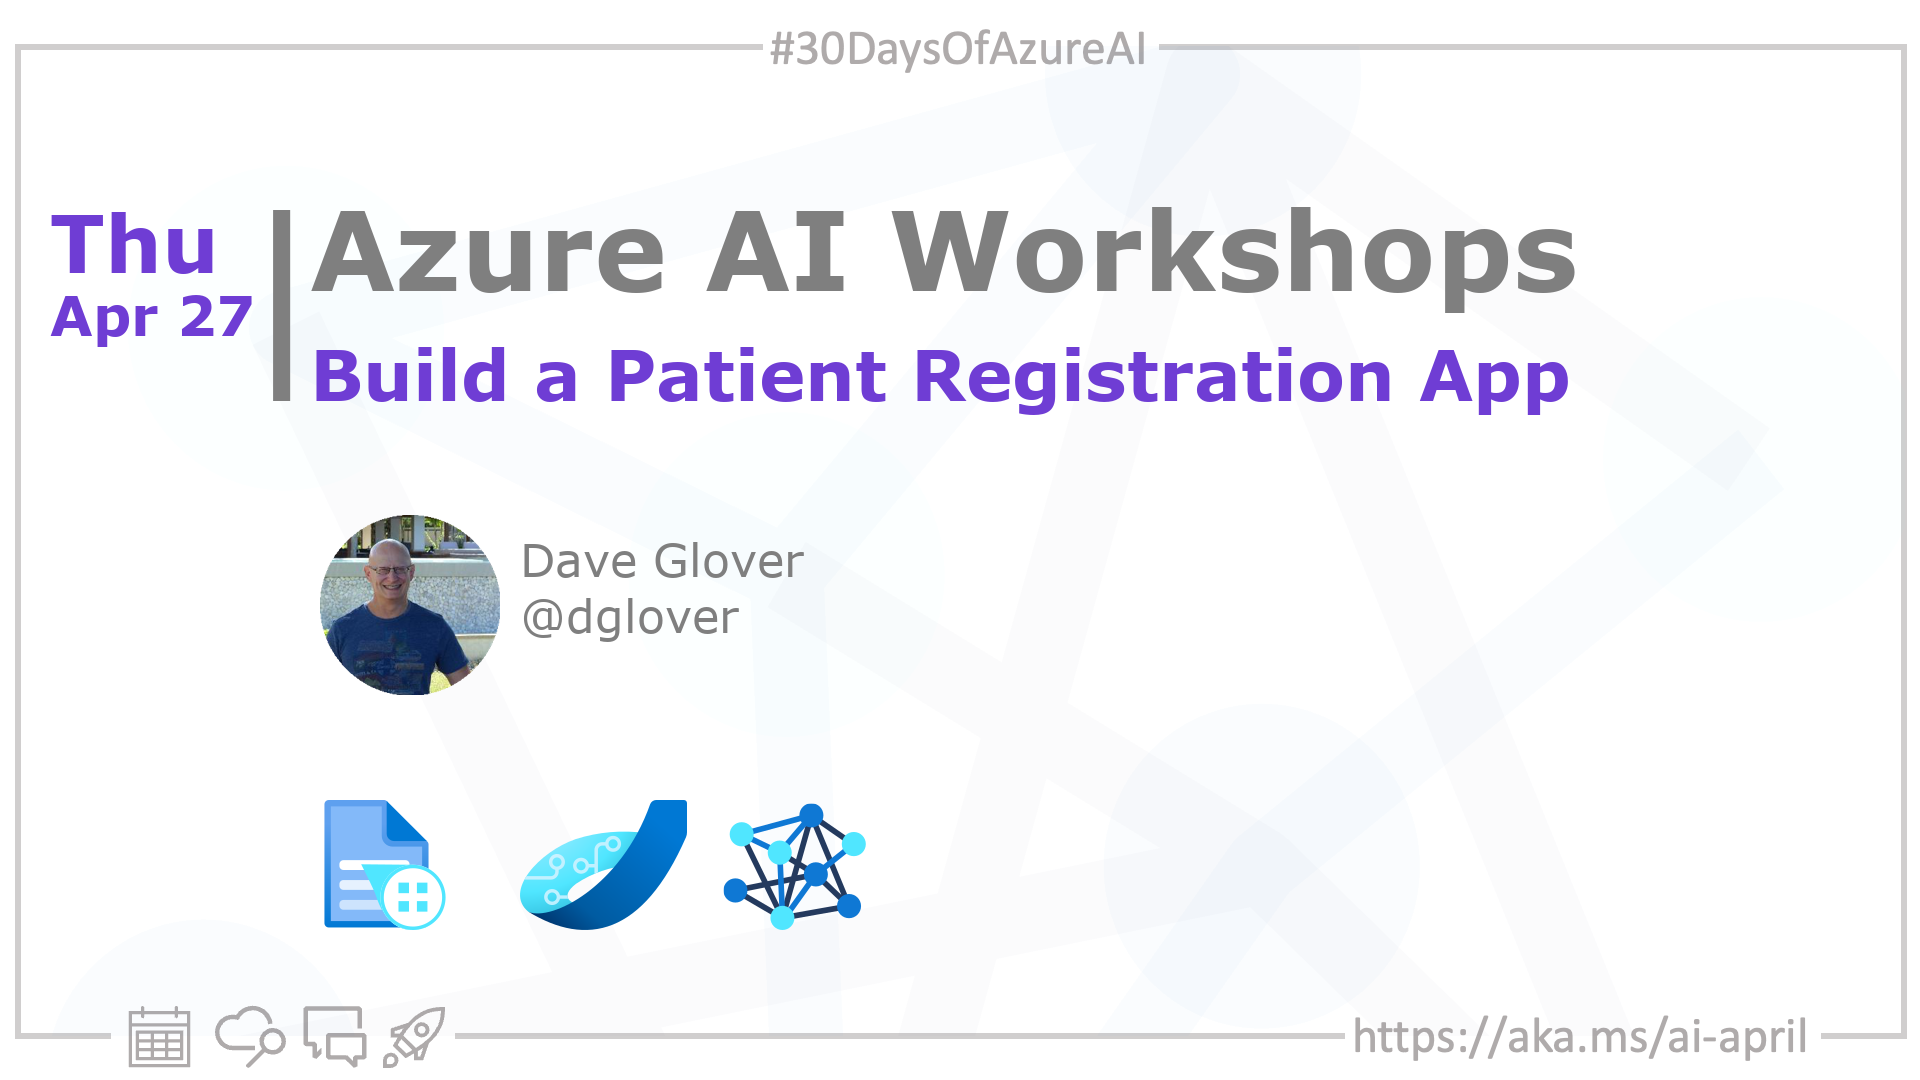 #30DaysOfAzureAI
Thu
Apr 27
Azure AI Workshops
Build a Patient Registration App
Dave Glover
@dglover
https://aka.ms/ai-april